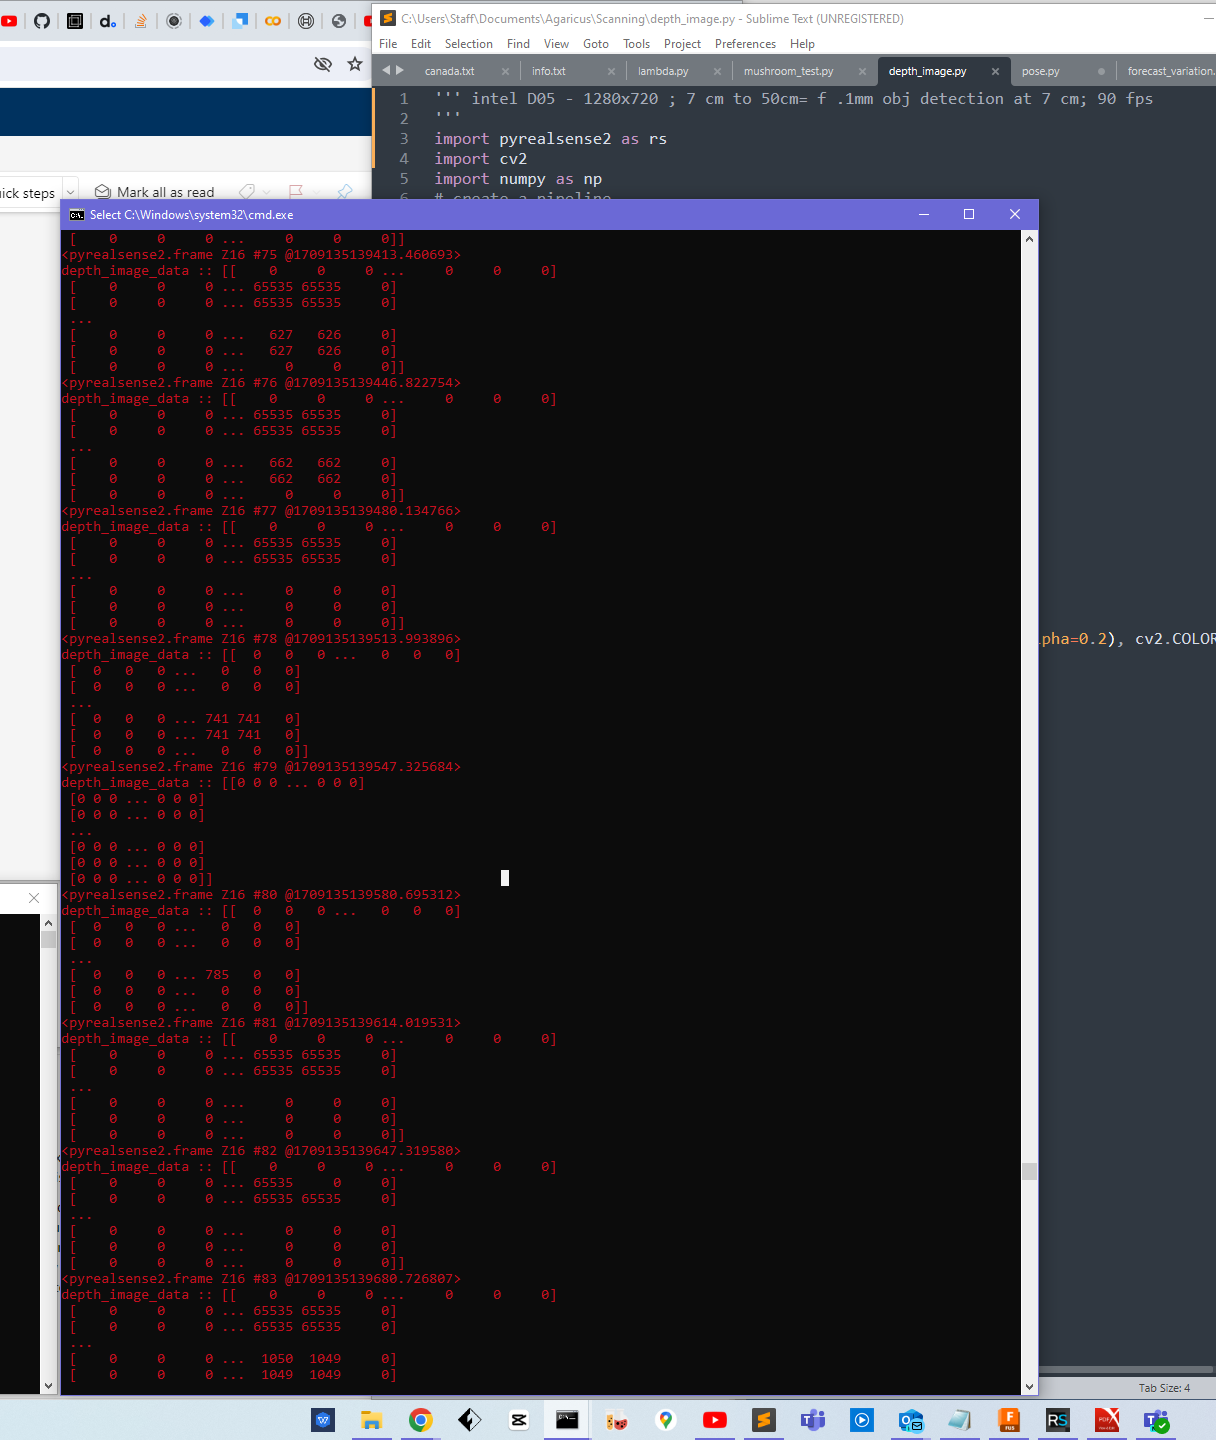 C:\Users\Staff\Documents\Agaricus\Scanning\depth_image.py - Sublime Text (UNREGISTERED)
File Edit Selection Find View Goto Tools Project Preferences Help
canada.txt info.txt lambda.py mushroom_test.py depth_image.py pose.py forecast_variation.
1 ''' intel D05 - 1280x720 ; 7 cm to 50cm= f .1mm obj detection at 7 cm; 90 fps
2 '''
3 import pyrealsense2 as rs
4 import cv2
5 import numpy as np
6 # create a pipeline
ick steps Mark all as read
Select C:\Windows\system32\cmd.exe
[    0     0     0 ...     0     0     0]]
<pyrealsense2.frame Z16 #75 @1709135139413.460693>
depth_image_data :: [[    0     0     0 ...     0     0     0]
[    0     0     0 ... 65535 65535     0]
[    0     0     0 ... 65535 65535     0]
...
[    0     0     0 ...   627   626     0]
[    0     0     0 ...   627   626     0]
[    0     0     0 ...     0     0     0]]
<pyrealsense2.frame Z16 #76 @1709135139446.822754>
depth_image_data :: [[    0     0     0 ...     0     0     0]
[    0     0     0 ... 65535 65535     0]
[    0     0     0 ... 65535 65535     0]
...
[    0     0     0 ...   662   662     0]
[    0     0     0 ...   662   662     0]
[    0     0     0 ...     0     0     0]]
<pyrealsense2.frame Z16 #77 @1709135139480.134766>
depth_image_data :: [[    0     0     0 ...     0     0     0]
[    0     0     0 ... 65535 65535     0]
[    0     0     0 ... 65535 65535     0]
...
[    0     0     0 ...     0     0     0]
[    0     0     0 ...     0     0     0]
[    0     0     0 ...     0     0     0]]
<pyrealsense2.frame Z16 #78 @1709135139513.993896>
depth_image_data :: [[  0   0   0 ...   0   0   0]
[  0   0   0 ...   0   0   0]
[  0   0   0 ...   0   0   0]
...
[  0   0   0 ... 741 741   0]
[  0   0   0 ... 741 741   0]
[  0   0   0 ...   0   0   0]]
<pyrealsense2.frame Z16 #79 @1709135139547.325684>
depth_image_data :: [[0 0 0 ... 0 0 0]
[0 0 0 ... 0 0 0]
[0 0 0 ... 0 0 0]
...
[0 0 0 ... 0 0 0]
[0 0 0 ... 0 0 0]
[0 0 0 ... 0 0 0]]
<pyrealsense2.frame Z16 #80 @1709135139580.695312>
depth_image_data :: [[  0   0   0 ...   0   0   0]
[  0   0   0 ...   0   0   0]
[  0   0   0 ...   0   0   0]
...
[  0   0   0 ... 785   0   0]
[  0   0   0 ...   0   0   0]
[  0   0   0 ...   0   0   0]]
<pyrealsense2.frame Z16 #81 @1709135139614.019531>
depth_image_data :: [[    0     0     0 ...     0     0     0]
[    0     0     0 ... 65535 65535     0]
[    0     0     0 ... 65535 65535     0]
...
[    0     0     0 ...     0     0     0]
[    0     0     0 ...     0     0     0]
[    0     0     0 ...     0     0     0]]
<pyrealsense2.frame Z16 #82 @1709135139647.319580>
depth_image_data :: [[    0     0     0 ...     0     0     0]
[    0     0     0 ... 65535     0     0]
[    0     0     0 ... 65535 65535     0]
...
[    0     0     0 ...     0     0     0]
[    0     0     0 ...     0     0     0]
[    0     0     0 ...     0     0     0]]
<pyrealsense2.frame Z16 #83 @1709135139680.726807>
depth_image_data :: [[    0     0     0 ...     0     0     0]
[    0     0     0 ... 65535 65535     0]
[    0     0     0 ... 65535 65535     0]
...
[    0     0     0 ...  1050  1049     0]
[    0     0     0 ...  1049  1049     0]
pha=0.2), cv2.COLOR
Tab Size: 4